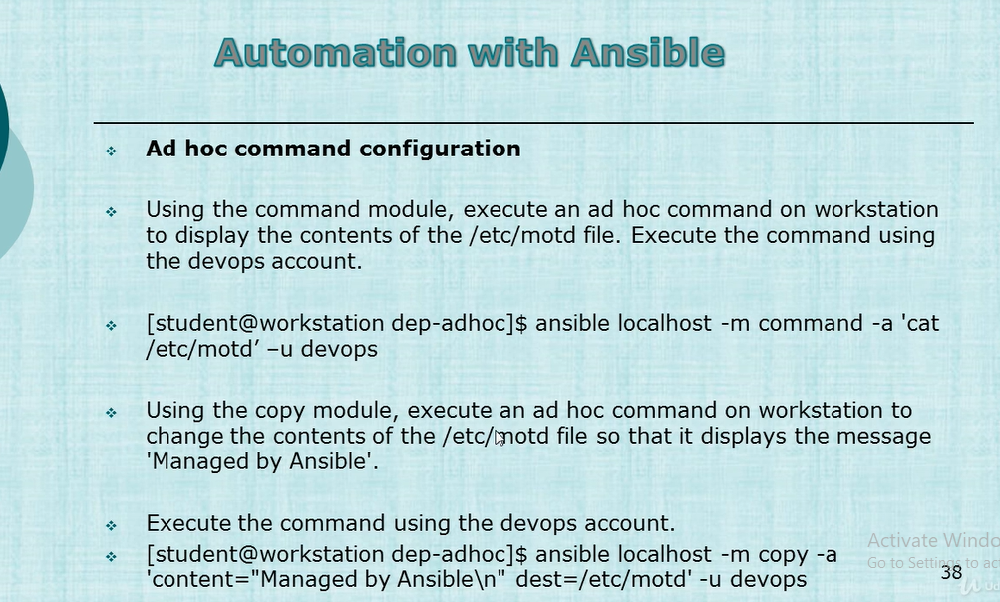 Automation with Ansible
Ad hoc command configuration
Using the command module, execute an ad hoc command on workstation
to display the contents of the /etc/motd file. Execute the command using
the devops account.
[student@workstation dep-adhoc]$ ansible localhost -m command -a 'cat
/etc/motd’ –u devops
Using the copy module, execute an ad hoc command on workstation to
change the contents of the /etc/motd file so that it displays the message
'Managed by Ansible'.
Execute the command using the devops account.
[student@workstation dep-adhoc]$ ansible localhost -m copy -a
'content="Managed by Ansible\n" dest=/etc/motd' -u devops
Activate Windo
Go to Settings to ac
38